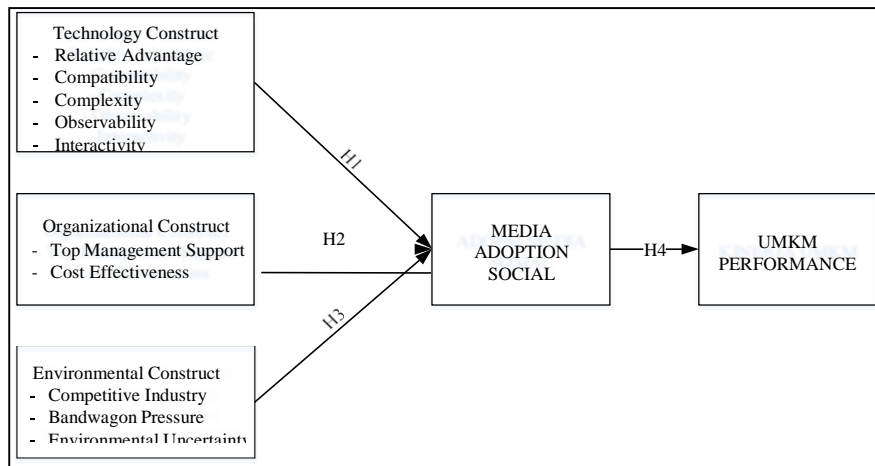 Technology Construct
- Relative Advantage
- Compatibility
- Complexity
- Observability
- Interactivity
H1
Organizational Construct
- Top Management Support
- Cost Effectiveness
H2
Environmental Construct
- Competitive Industry
- Bandwagon Pressure
- Environmental Uncertainty
H3
MEDIA
ADOPTION
SOCIAL
H4
UMKM
PERFORMANCE